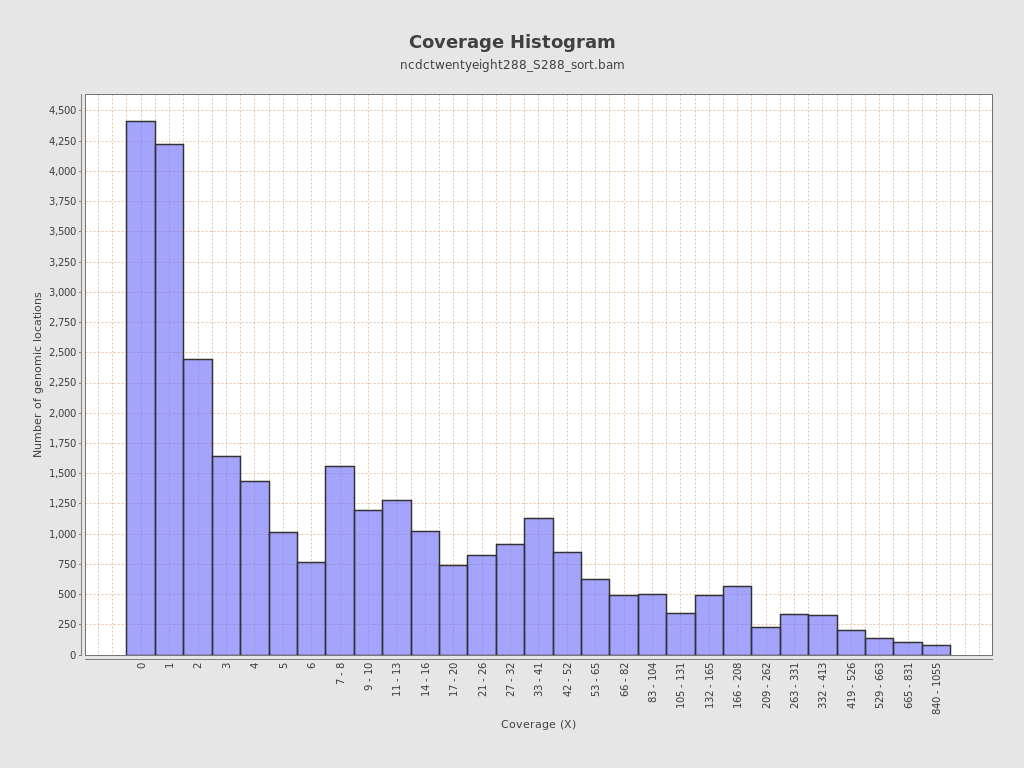 Coverage Histogram
ncdctwentyeight288_S288_sort.bam
Number of genomic locations
4,500
4,250
4,000
3,750
3,500
3,250
3,000
2,750
2,500
2,250
2,000
1,750
1,500
1,250
1,000
750
500
250
0
0
1
2
3
4
5
6
7 - 8
9 - 10
11 - 13
14 - 16
17 - 20
21 - 26
27 - 32
33 - 41
42 - 52
53 - 65
66 - 82
83 - 104
105 - 131
132 - 165
166 - 208
209 - 262
263 - 331
332 - 413
419 - 526
529 - 663
665 - 831
840 - 1055
Coverage (X)